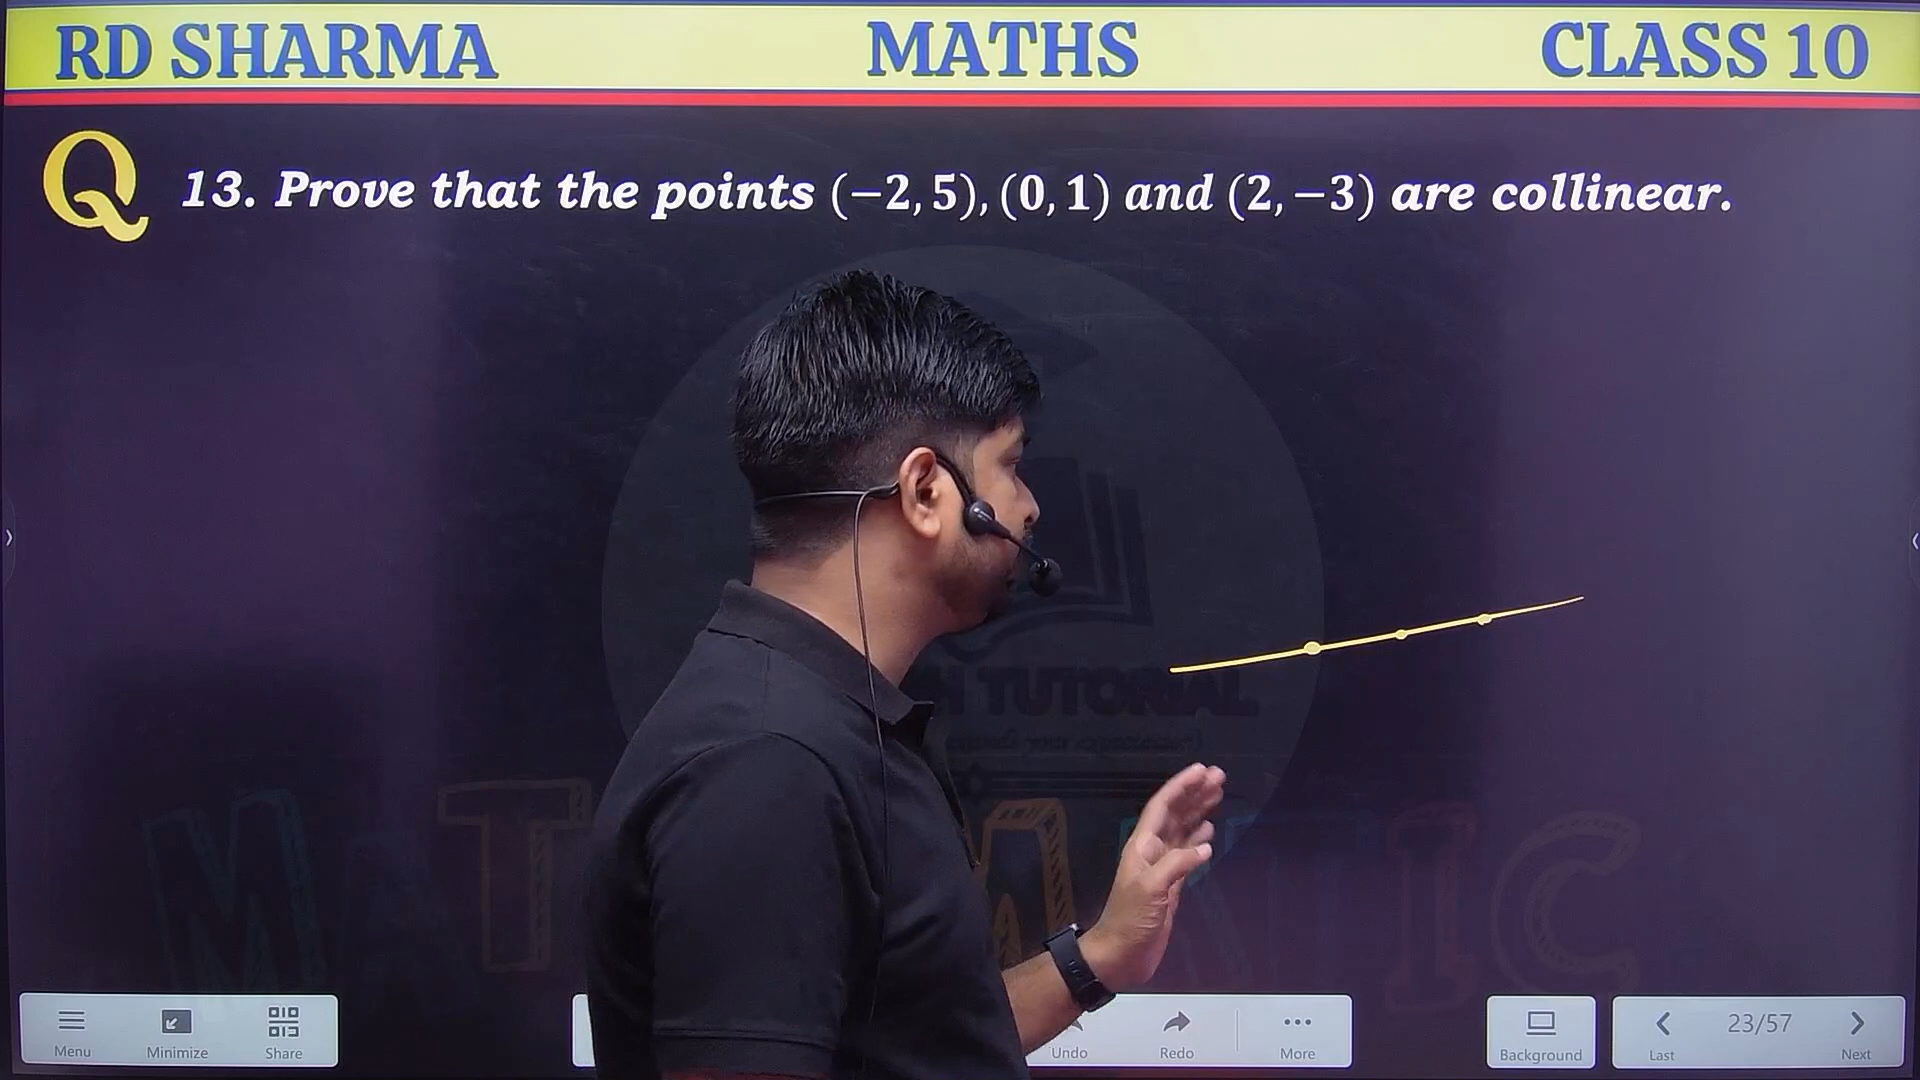 RD SHARMA MATHS CLASS 10
Q 13. Prove that the points (−2, 5), (0, 1) and (2, −3) are collinear.
H TUTORIAL
Menu Minimize Share Undo Redo More Background Last 23/57 Next